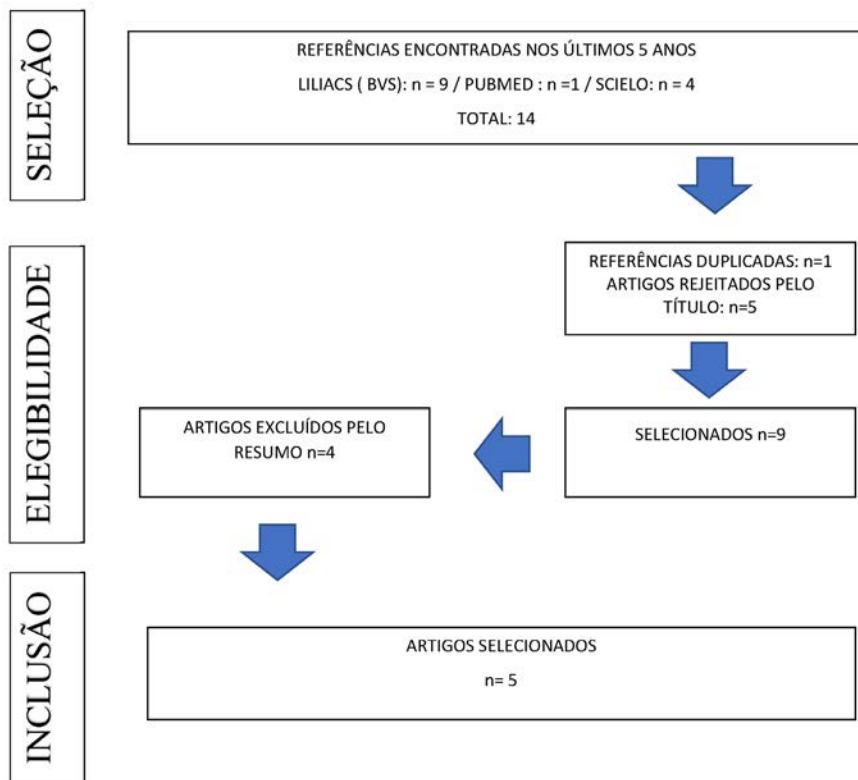 SELEÇÃO
REFERÊNCIAS ENCONTRADAS NOS ÚLTIMOS 5 ANOS
LILIACS ( BVS): n = 9 / PUBMED : n =1 / SCIELO: n = 4
TOTAL: 14
ELEGIBILIDADE
REFERÊNCIAS DUPLICADAS: n=1
ARTIGOS REJEITADOS PELO
TÍTULO: n=5
SELECIONADOS n=9
ARTIGOS EXCLUÍDOS PELO
RESUMO n=4
INCLUSÃO
ARTIGOS SELECIONADOS
n= 5